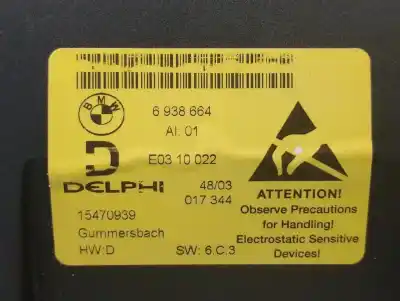 BMW
6 938 664
AI. 01
D
E03 10 022
DELPHI
48/03
017 344
15470939
Gummersbach
HW:D
SW: 6.C.3
ATTENTION!
Observe Precautions
for Handling!
Electrostatic Sensitive
Devices!